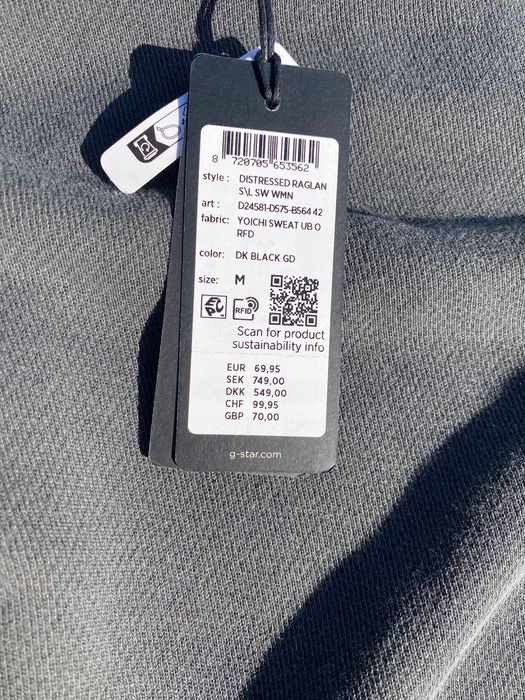 8 720705 653562
style : DISTRESSED RAGLAN
S\L SW WMN
art : D24581-D575-B564 42
fabric: YOICHI SWEAT UB O
RFD
color: DK BLACK GD
size: M
RFID
Scan for product
sustainability info
EUR 69,95
SEK 749,00
DKK 549,00
CHF 99,95
GBP 70,00
g-star.com